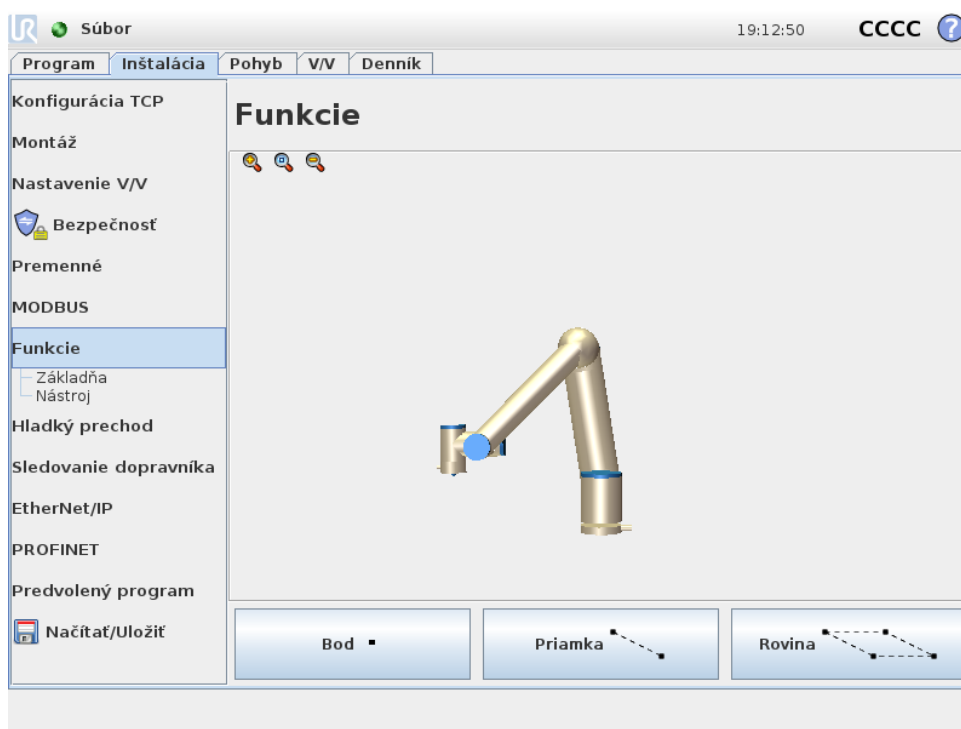 UR Súbor 19:12:50 CCCC ?
Program Inštalácia Pohyb V/V Denník
Konfigurácia TCP
Funkcie
Montáž
Nastavenie V/V
Bezpečnosť
Premenné
MODBUS
Funkcie
Základňa
Nástroj
Hladký prechod
Sledovanie dopravníka
EtherNet/IP
PROFINET
Predvolený program
Načítať/Uložiť
Bod Priamka Rovina